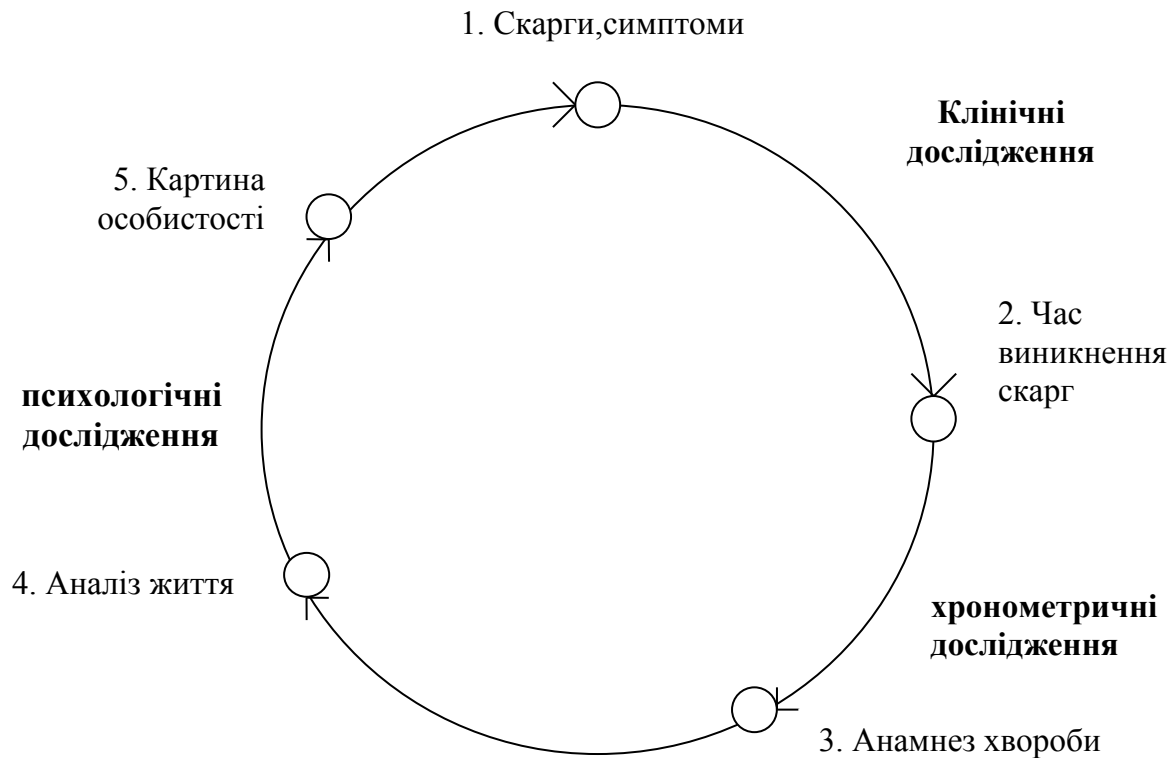 1. Скарги,симптоми
Клінічні
дослідження
5. Картина
особистості
2. Час
виникнення
скарг
психологічні
дослідження
4. Аналіз життя
хронометричні
дослідження
3. Анамнез хвороби